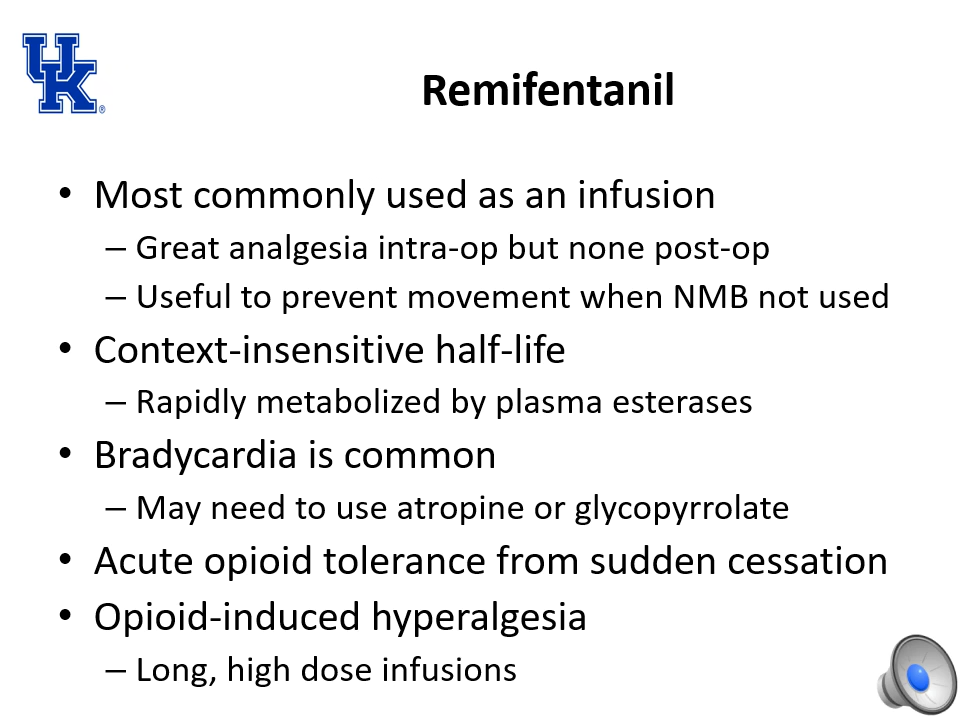 UK®
Remifentanil
• Most commonly used as an infusion
– Great analgesia intra-op but none post-op
– Useful to prevent movement when NMB not used
• Context-insensitive half-life
– Rapidly metabolized by plasma esterases
• Bradycardia is common
– May need to use atropine or glycopyrrolate
• Acute opioid tolerance from sudden cessation
• Opioid-induced hyperalgesia
– Long, high dose infusions